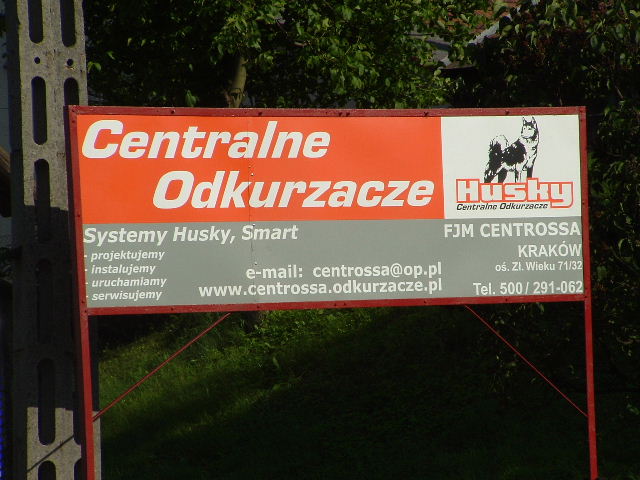 Centralne
Odkurzacze
Husky
Centralne Odkurzacze
Systemy Husky, Smart
- projektujemy
- instalujemy
- uruchamiamy
- serwisujemy
e-mail: centrossa@op.pl
www.centrossa.odkurzacze.pl
FJM CENTROSSA
KRAKÓW
oś. Zł. Wieku 71/32
Tel. 500/291-062